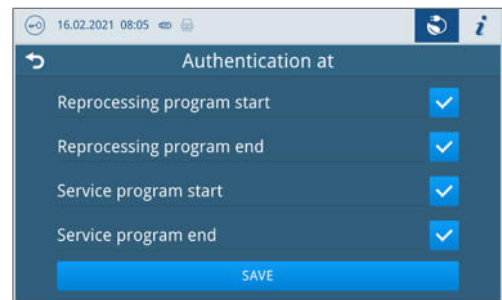 16.02.2021 08:05
i
Authentication at
Reprocessing program start
Reprocessing program end
Service program start
Service program end
SAVE